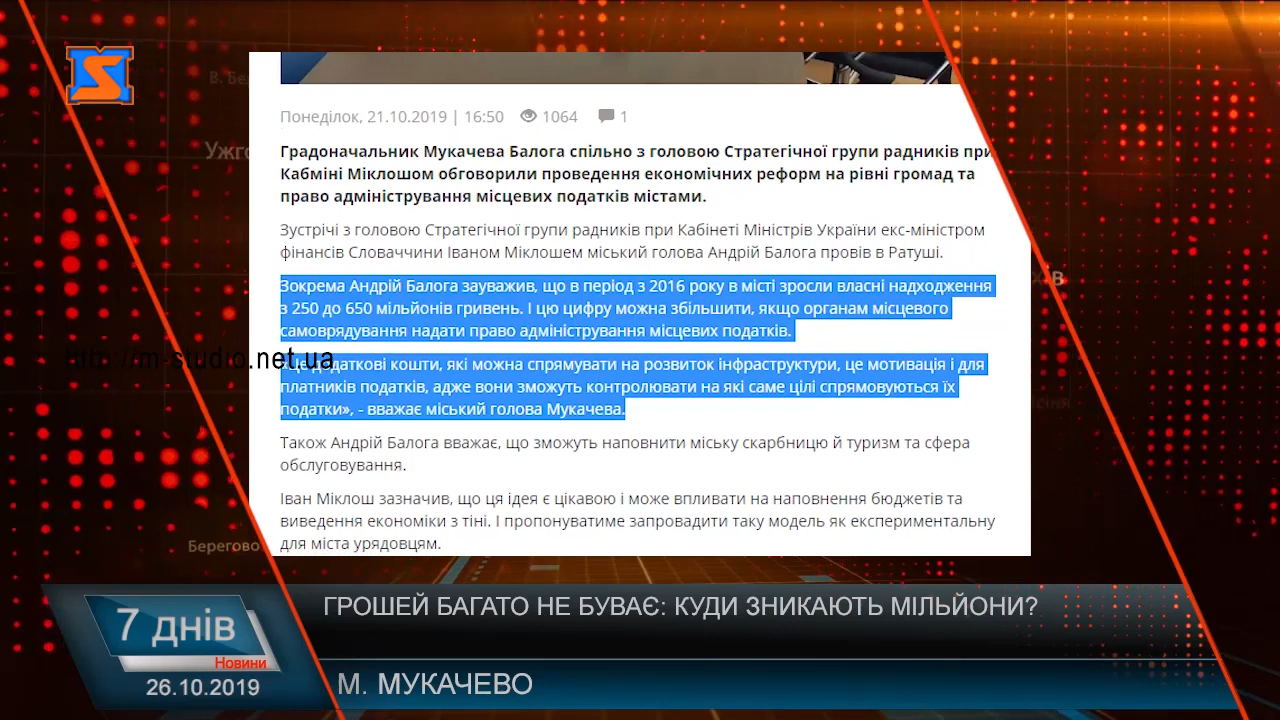 В. Бе
Ужго
Понеділок, 21.10.2019 | 16:50 1064 1
Градоначальник Мукачева Балога спільно з головою Стратегічної групи радників при
Кабміні Міклошом обговорили проведення економічних реформ на рівні громад та
право адміністрування місцевих податків містами.
Зустрічі з головою Стратегічної групи радників при Кабінеті Міністрів України екс-міністром
фінансів Словаччини Іваном Міклошем міський голова Андрій Балога провів в Ратуші.
Зокрема Андрій Балога зауважив, що в період з 2016 року в місті зросли власні надходження
з 250 до 650 мільйонів гривень. І цю цифру можна збільшити, якщо органам місцевого
самоврядування надати право адміністрування місцевих податків.
http://m-studio.net.ua
«Це додаткові кошти, які можна спрямувати на розвиток інфраструктури, це мотивація і для
платників податків, адже вони зможуть контролювати на які саме цілі спрямовуються їх
податки», - вважає міський голова Мукачева.
Також Андрій Балога вважає, що зможуть наповнити міську скарбницю й туризм та сфера
обслуговування.
Іван Міклош зазначив, що ця ідея є цікавою і може впливати на наповнення бюджетів та
виведення економіки з тіні. І пропонуватиме запровадити таку модель як експериментальну
для міста урядовцям.
Берегово
7 днів
Новини
26.10.2019
ГРОШЕЙ БАГАТО НЕ БУВАЄ: КУДИ ЗНИКАЮТЬ МІЛЬЙОНИ?
М. МУКАЧЕВО